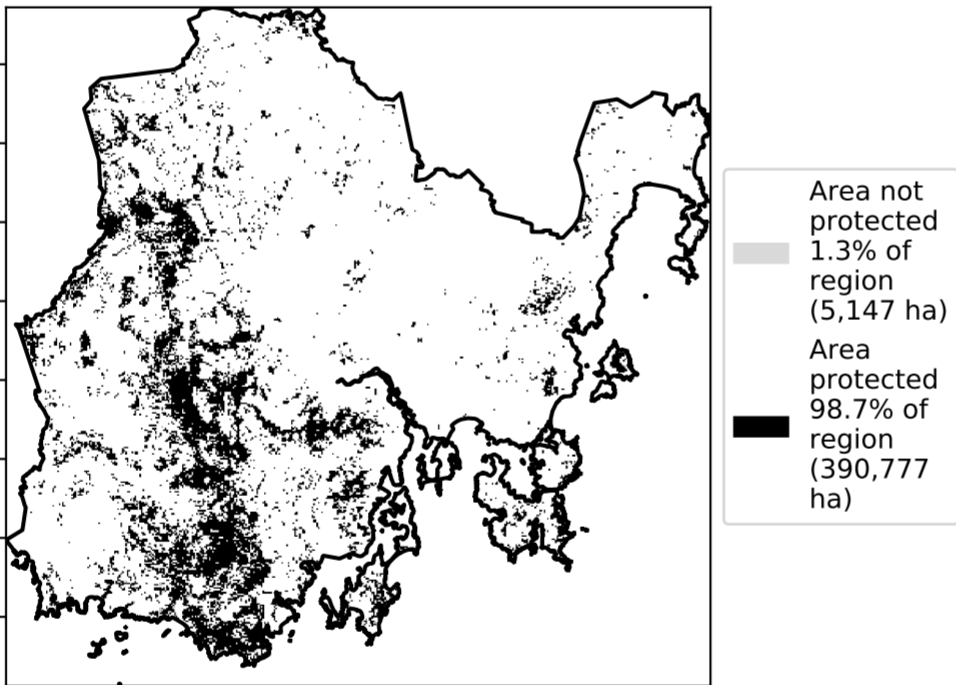 Area not
protected
1.3% of
region
(5,147 ha)
Area
protected
98.7% of
region
(390,777
ha)